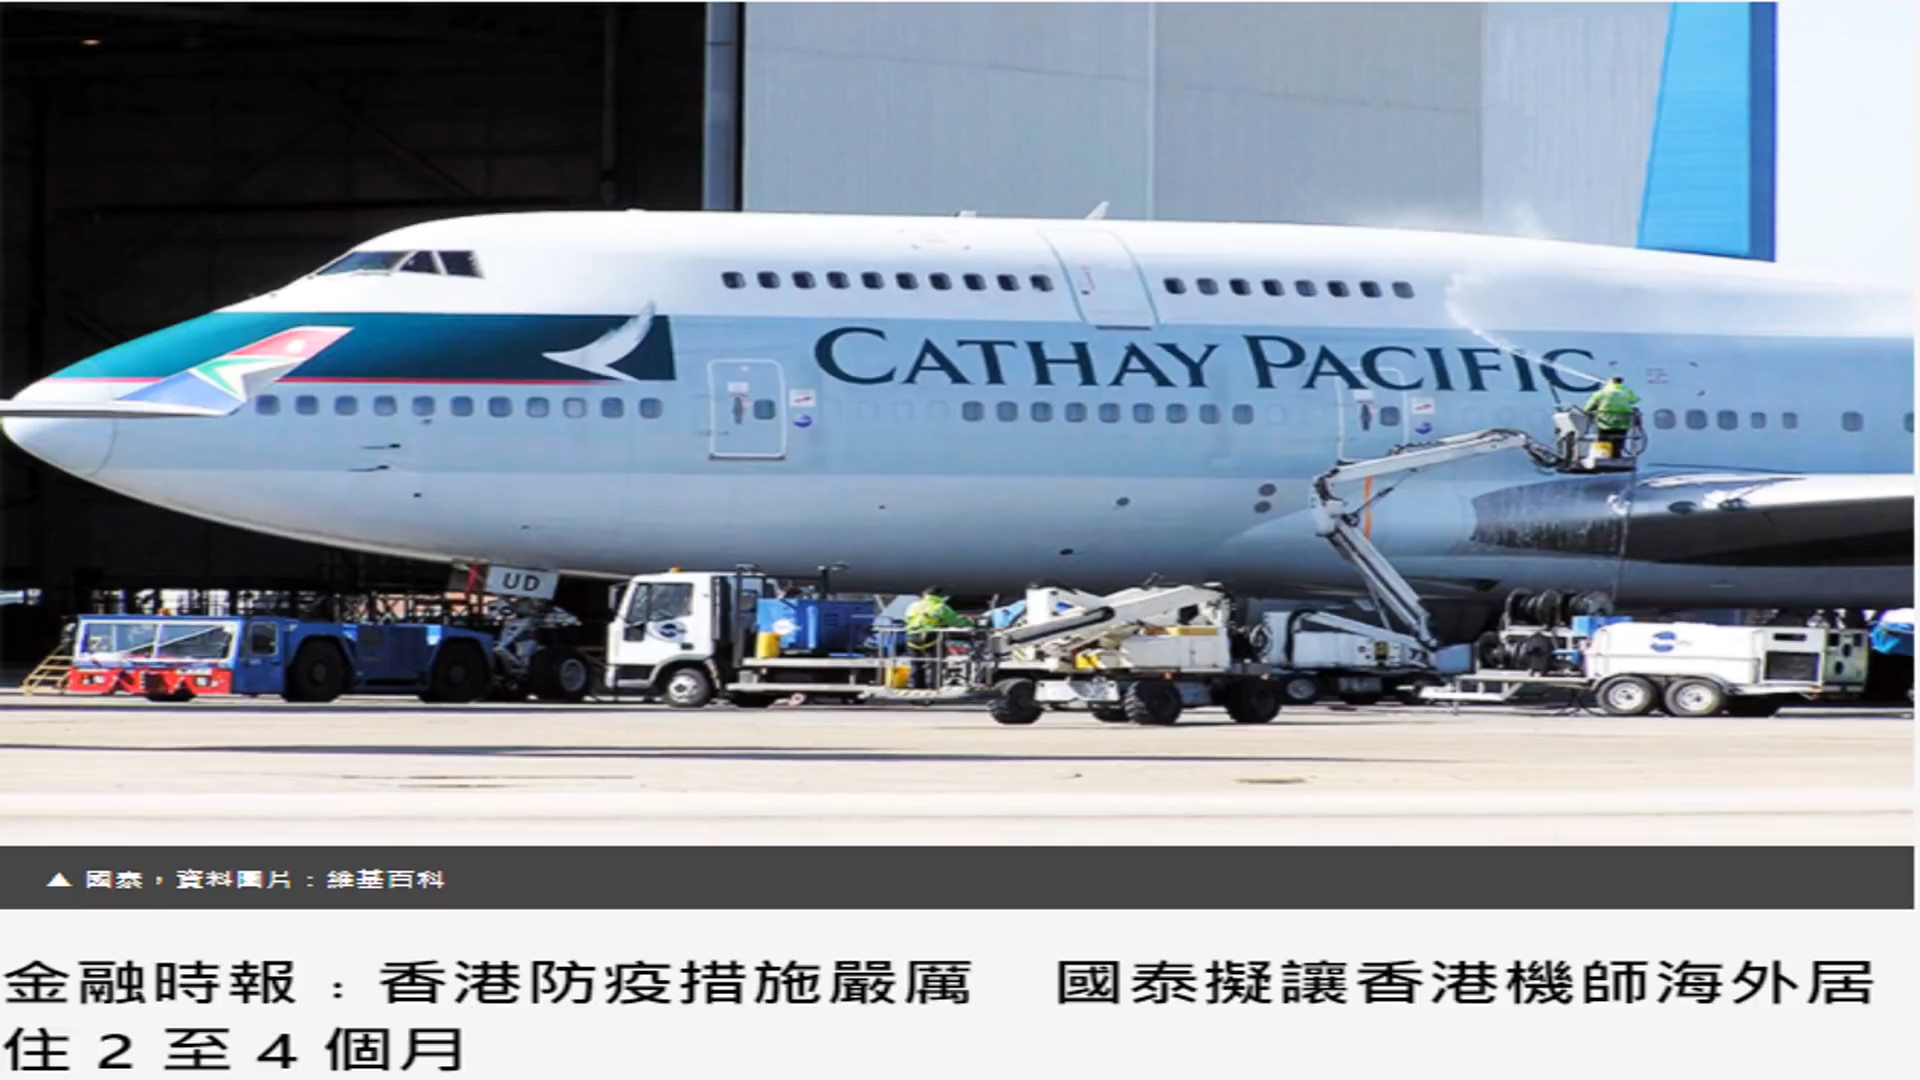 CATHAY PACIFIC
UD
▲ 國泰,資料圖片:維基百科
金融時報:香港防疫措施嚴厲 國泰擬讓香港機師海外居
住 2 至 4 個月